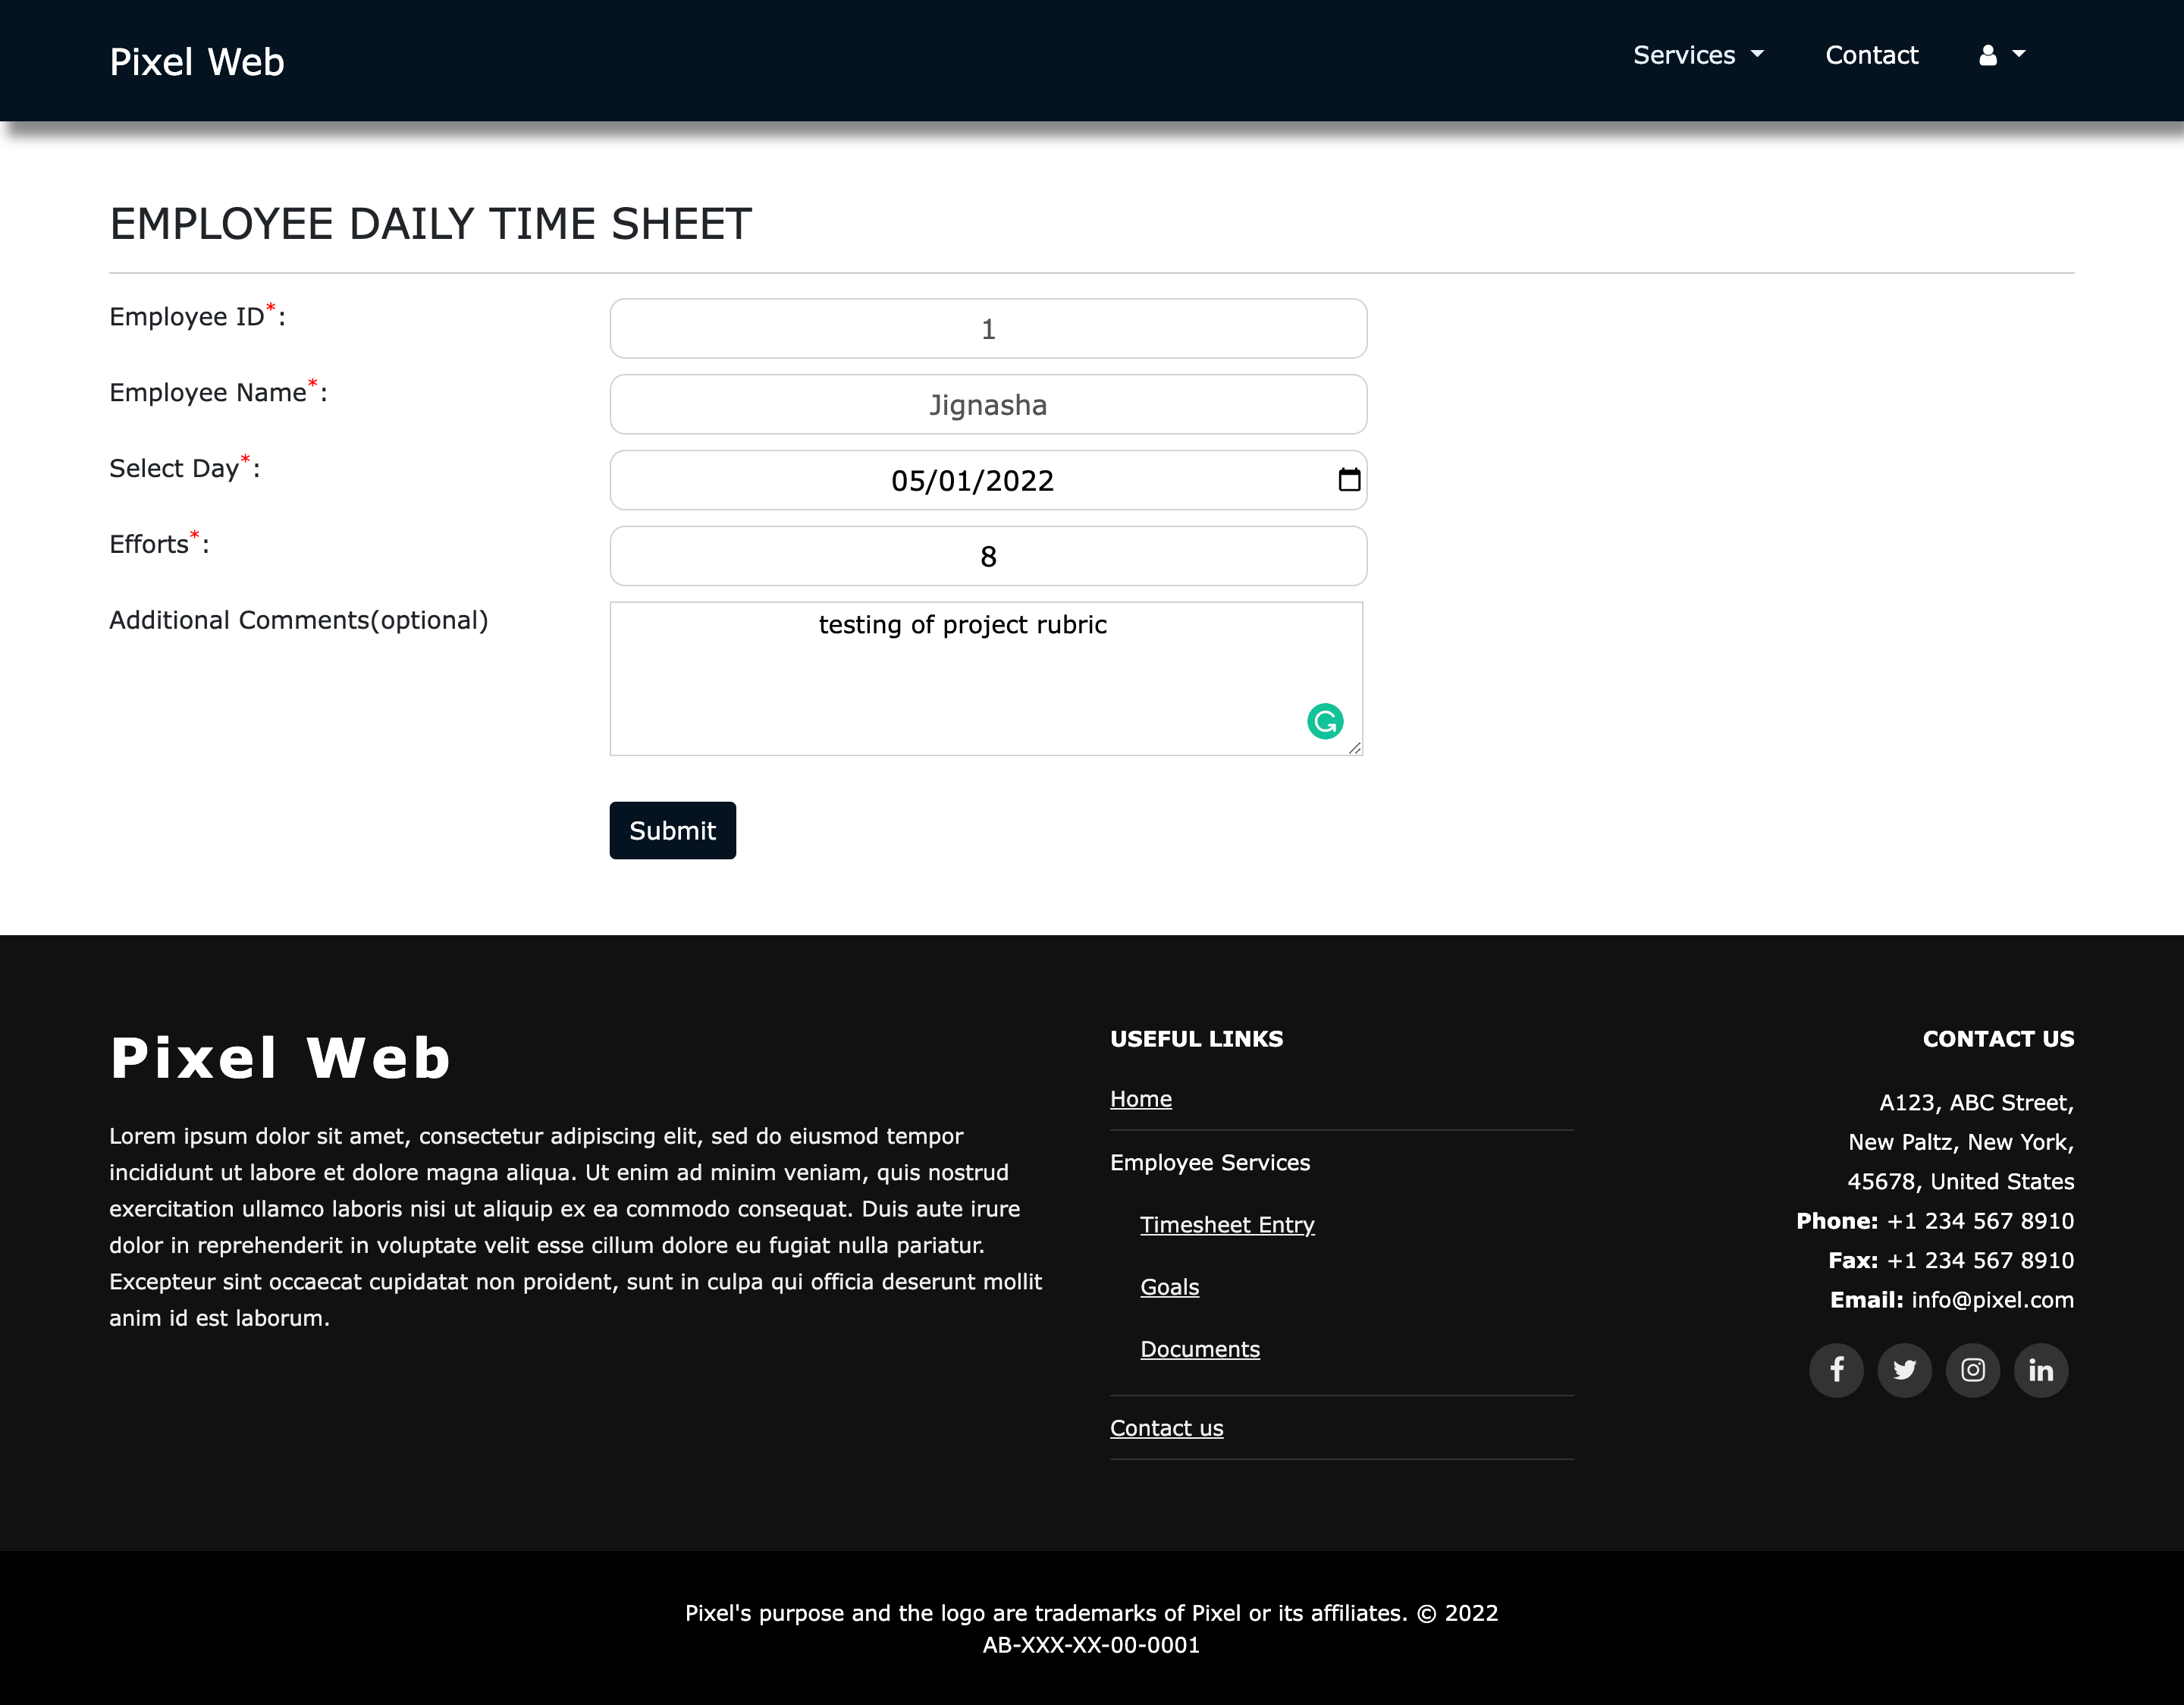 Pixel Web
Services
Contact
EMPLOYEE DAILY TIME SHEET
Employee ID*:
1
Employee Name*:
Jignasha
Select Day*:
05/01/2022
Efforts*:
8
Additional Comments(optional)
testing of project rubric
Submit
Pixel Web
Lorem ipsum dolor sit amet, consectetur adipiscing elit, sed do eiusmod tempor
incididunt ut labore et dolore magna aliqua. Ut enim ad minim veniam, quis nostrud
exercitation ullamco laboris nisi ut aliquip ex ea commodo consequat. Duis aute irure
dolor in reprehenderit in voluptate velit esse cillum dolore eu fugiat nulla pariatur.
Excepteur sint occaecat cupidatat non proident, sunt in culpa qui officia deserunt mollit
anim id est laborum.
USEFUL LINKS
Home
Employee Services
Timesheet Entry
Goals
Documents
Contact us
CONTACT US
A123, ABC Street,
New Paltz, New York,
45678, United States
Phone: +1 234 567 8910
Fax: +1 234 567 8910
Email: info@pixel.com
Pixel's purpose and the logo are trademarks of Pixel or its affiliates. © 2022
AB-XXX-XX-00-0001